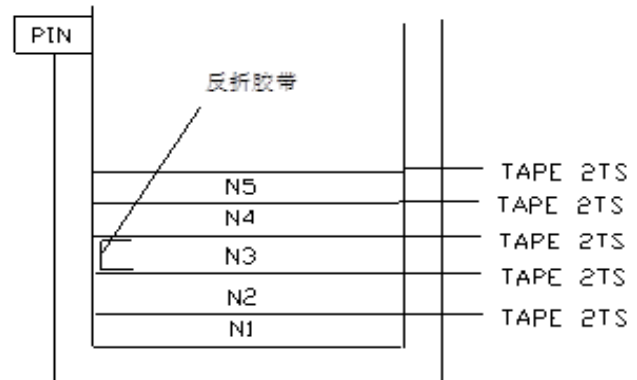 PIN
反折胶带
N5
TAPE 2TS
N4
TAPE 2TS
N3
TAPE 2TS
N2
TAPE 2TS
N1
TAPE 2TS